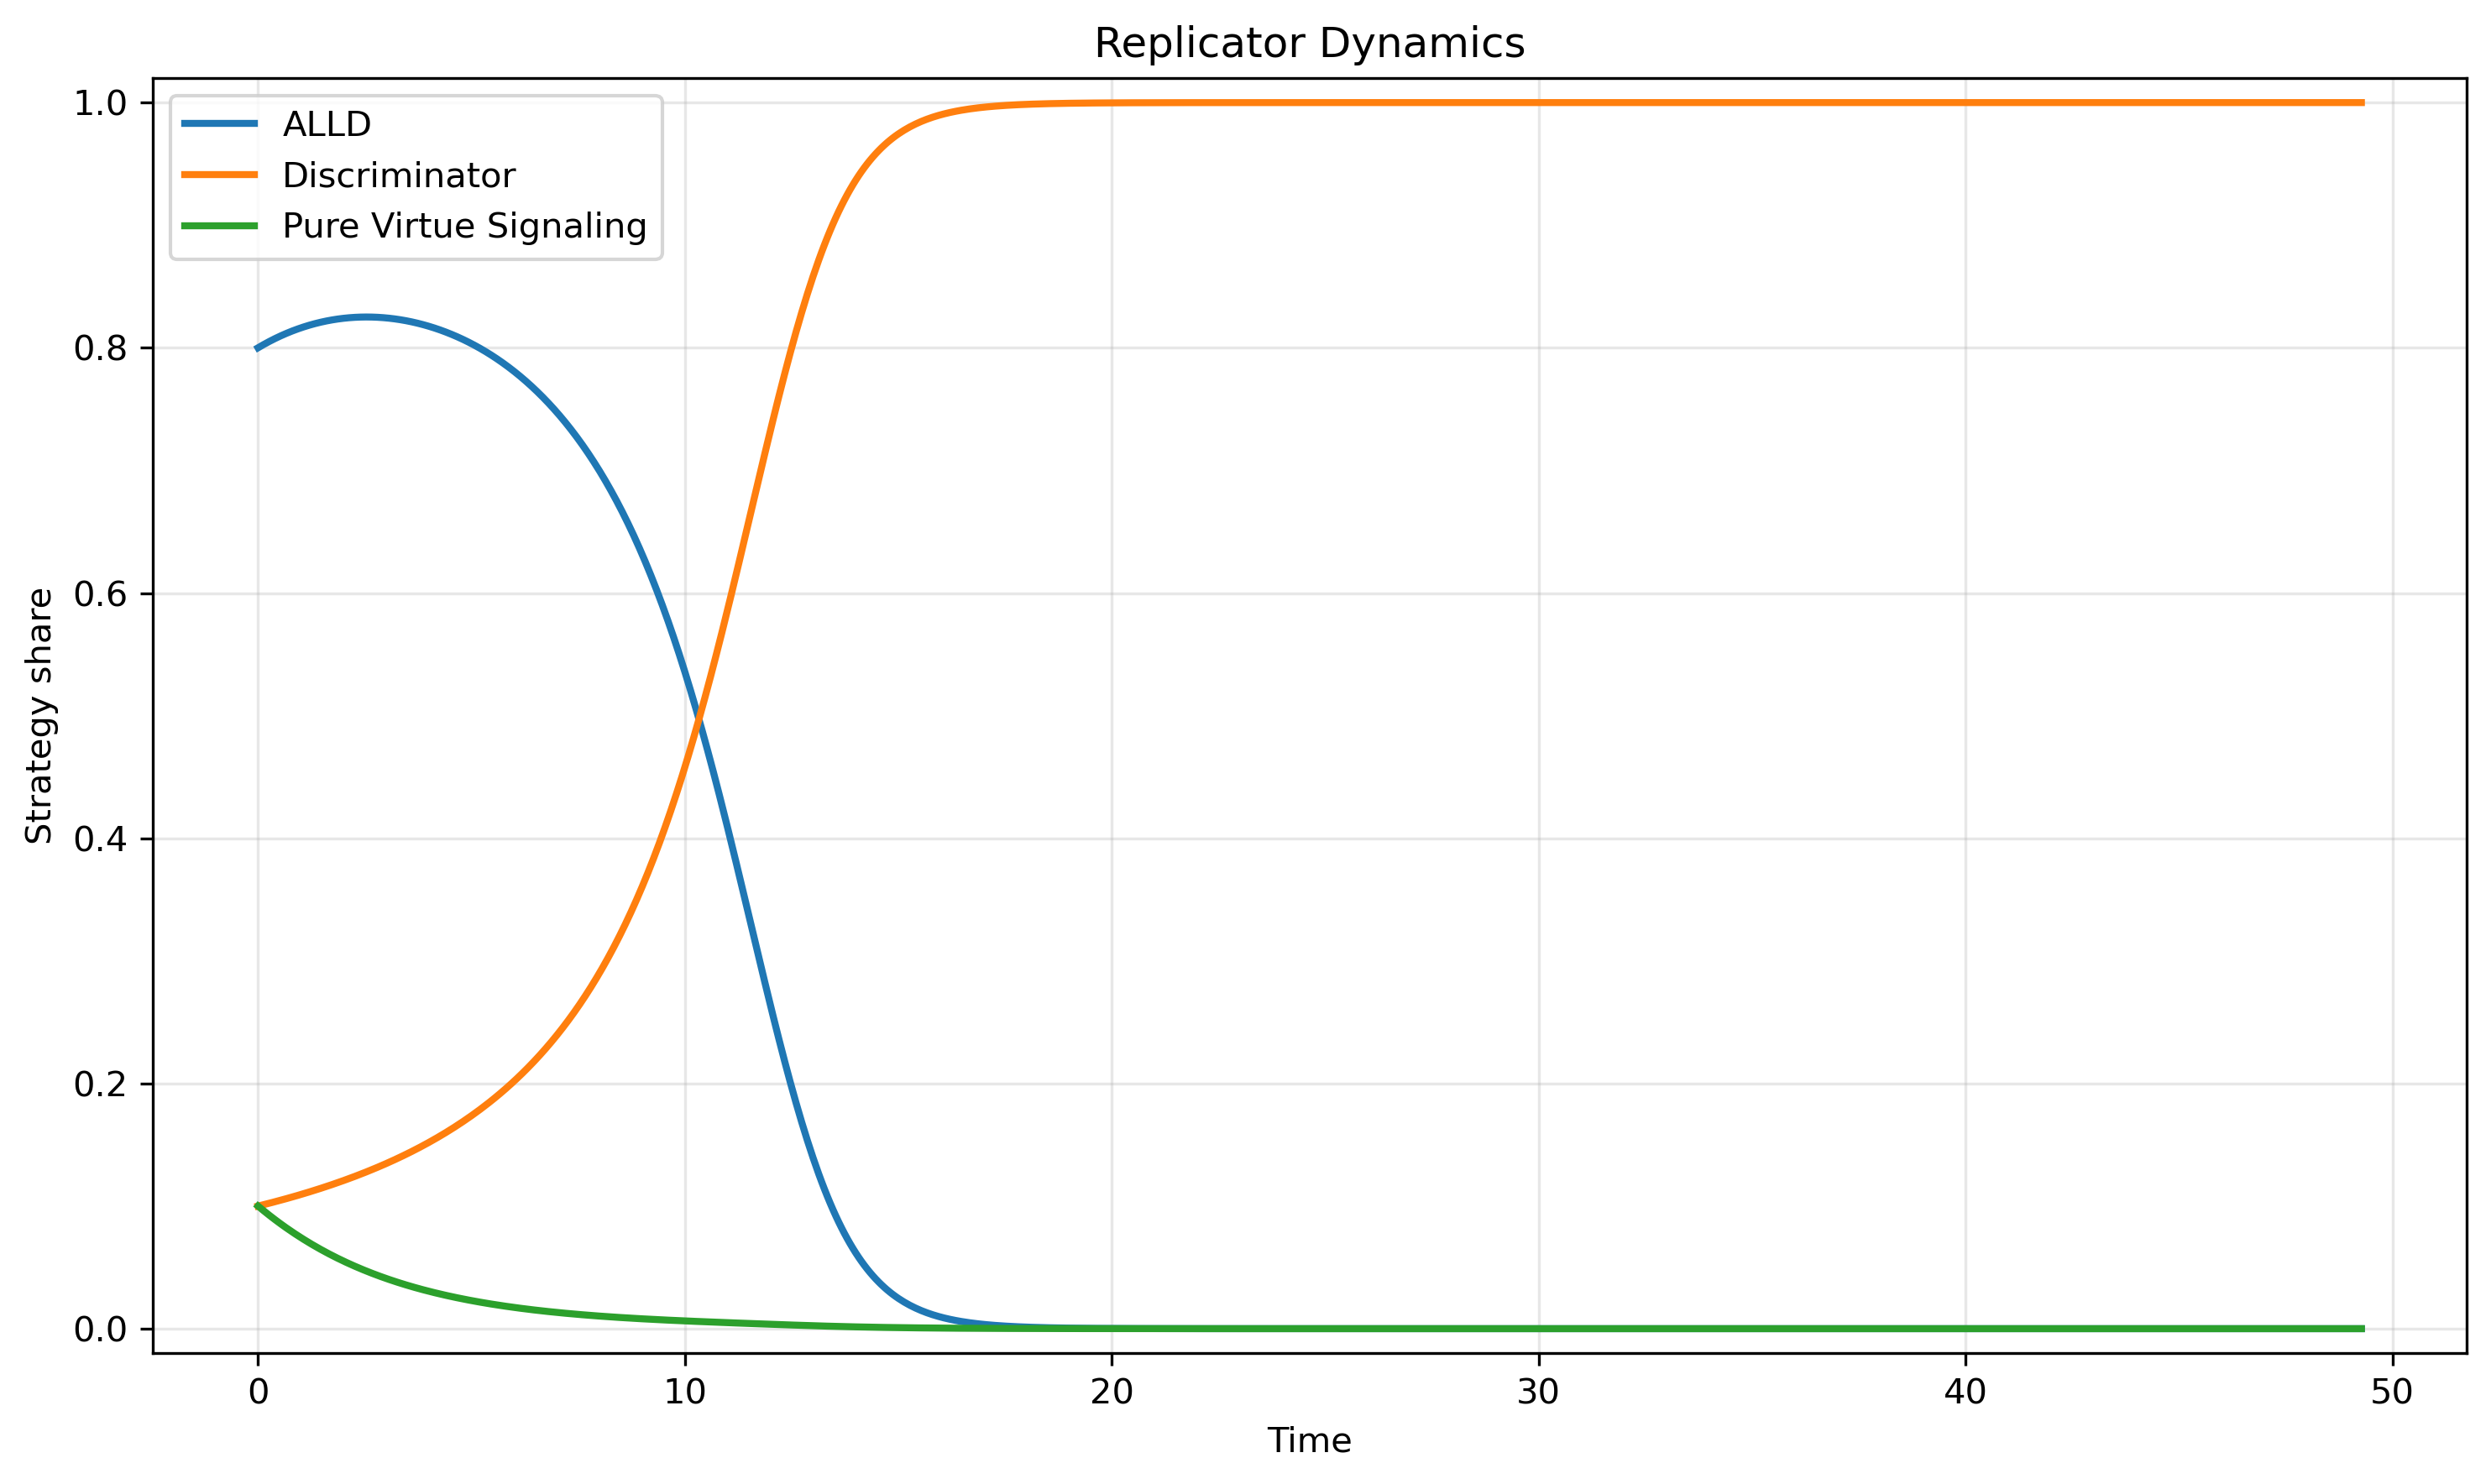 Replicator Dynamics
ALLD
Discriminator
Pure Virtue Signaling
Strategy share
1.0
0.8
0.6
0.4
0.2
0.0
0 10 20 30 40 50
Time